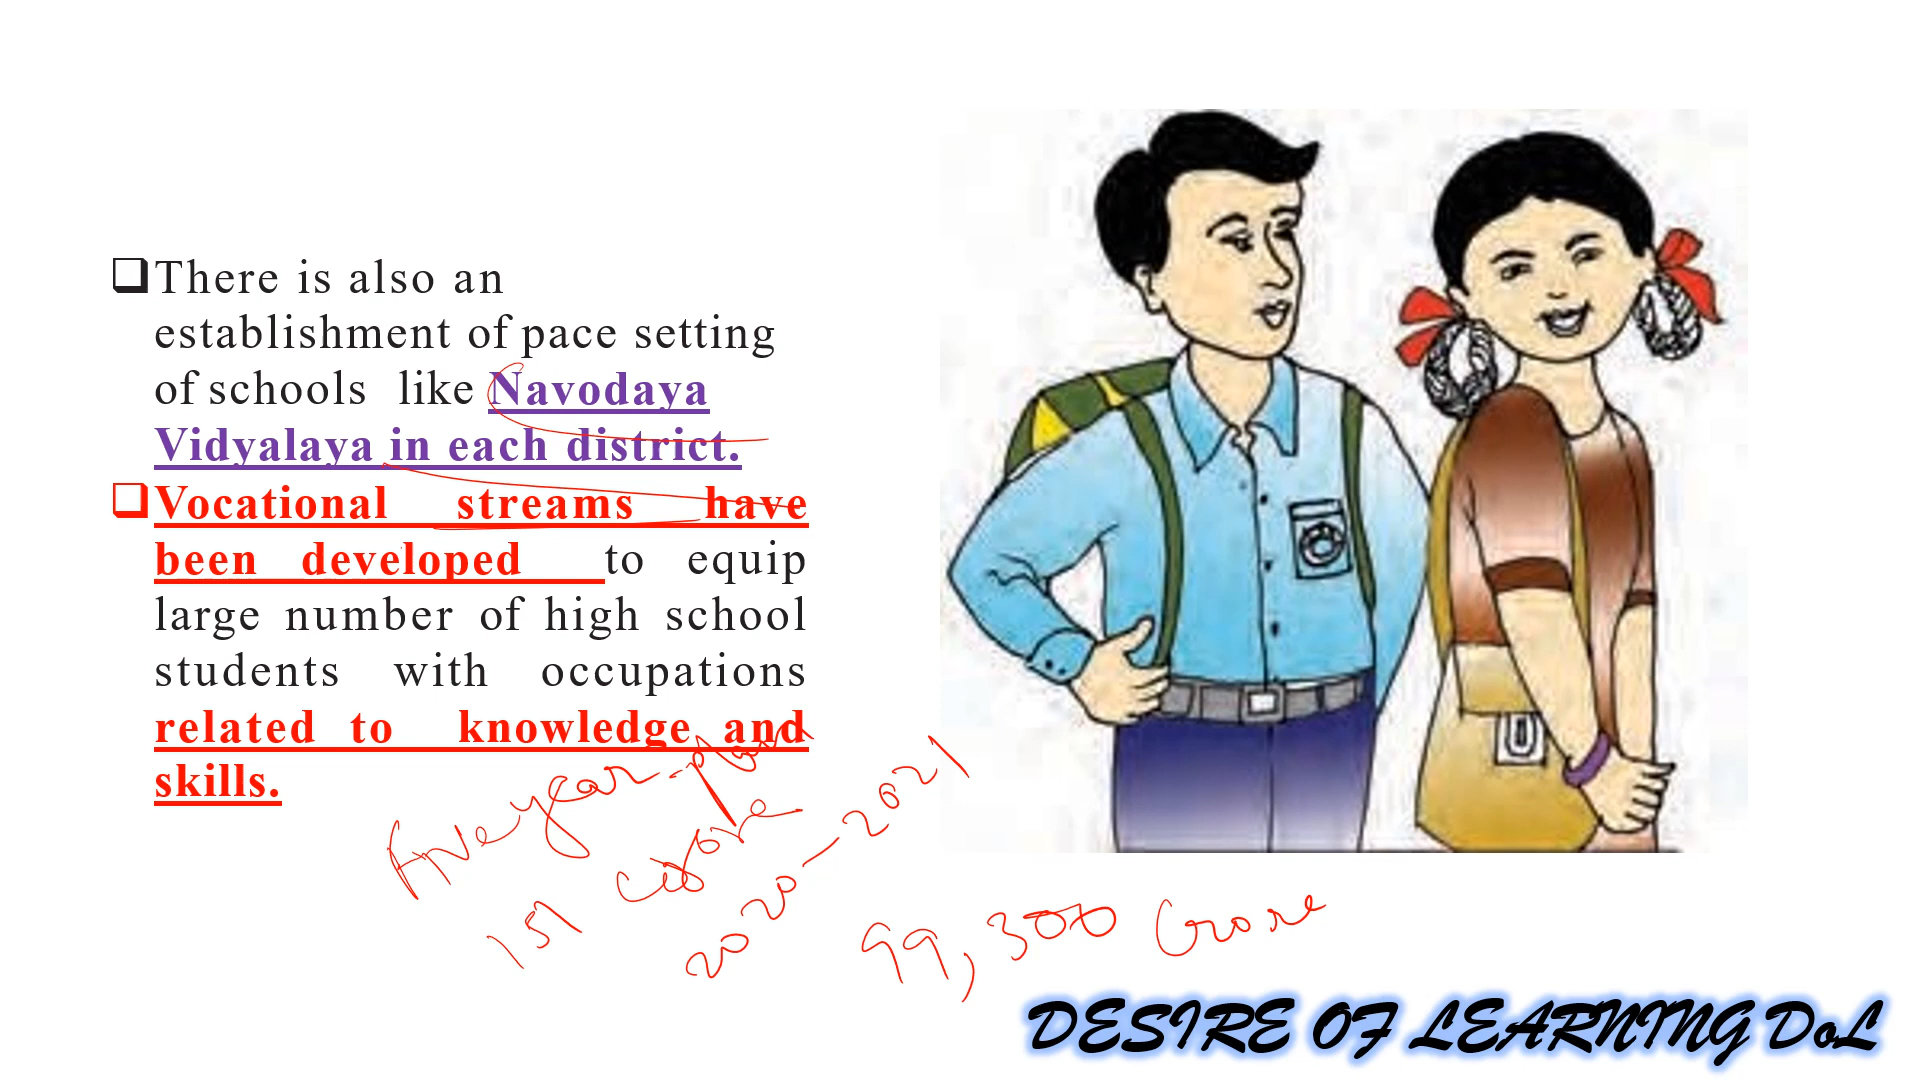 There is also an
establishment of pace setting
of schools like Navodaya
Vidyalaya in each district.
Vocational streams have
been developed to equip
large number of high school
students with occupations
related to knowledge and
skills.
Five year-plan
151 crore
2020-2021
99,300 Crore
DESIRE OF LEARNING DoL